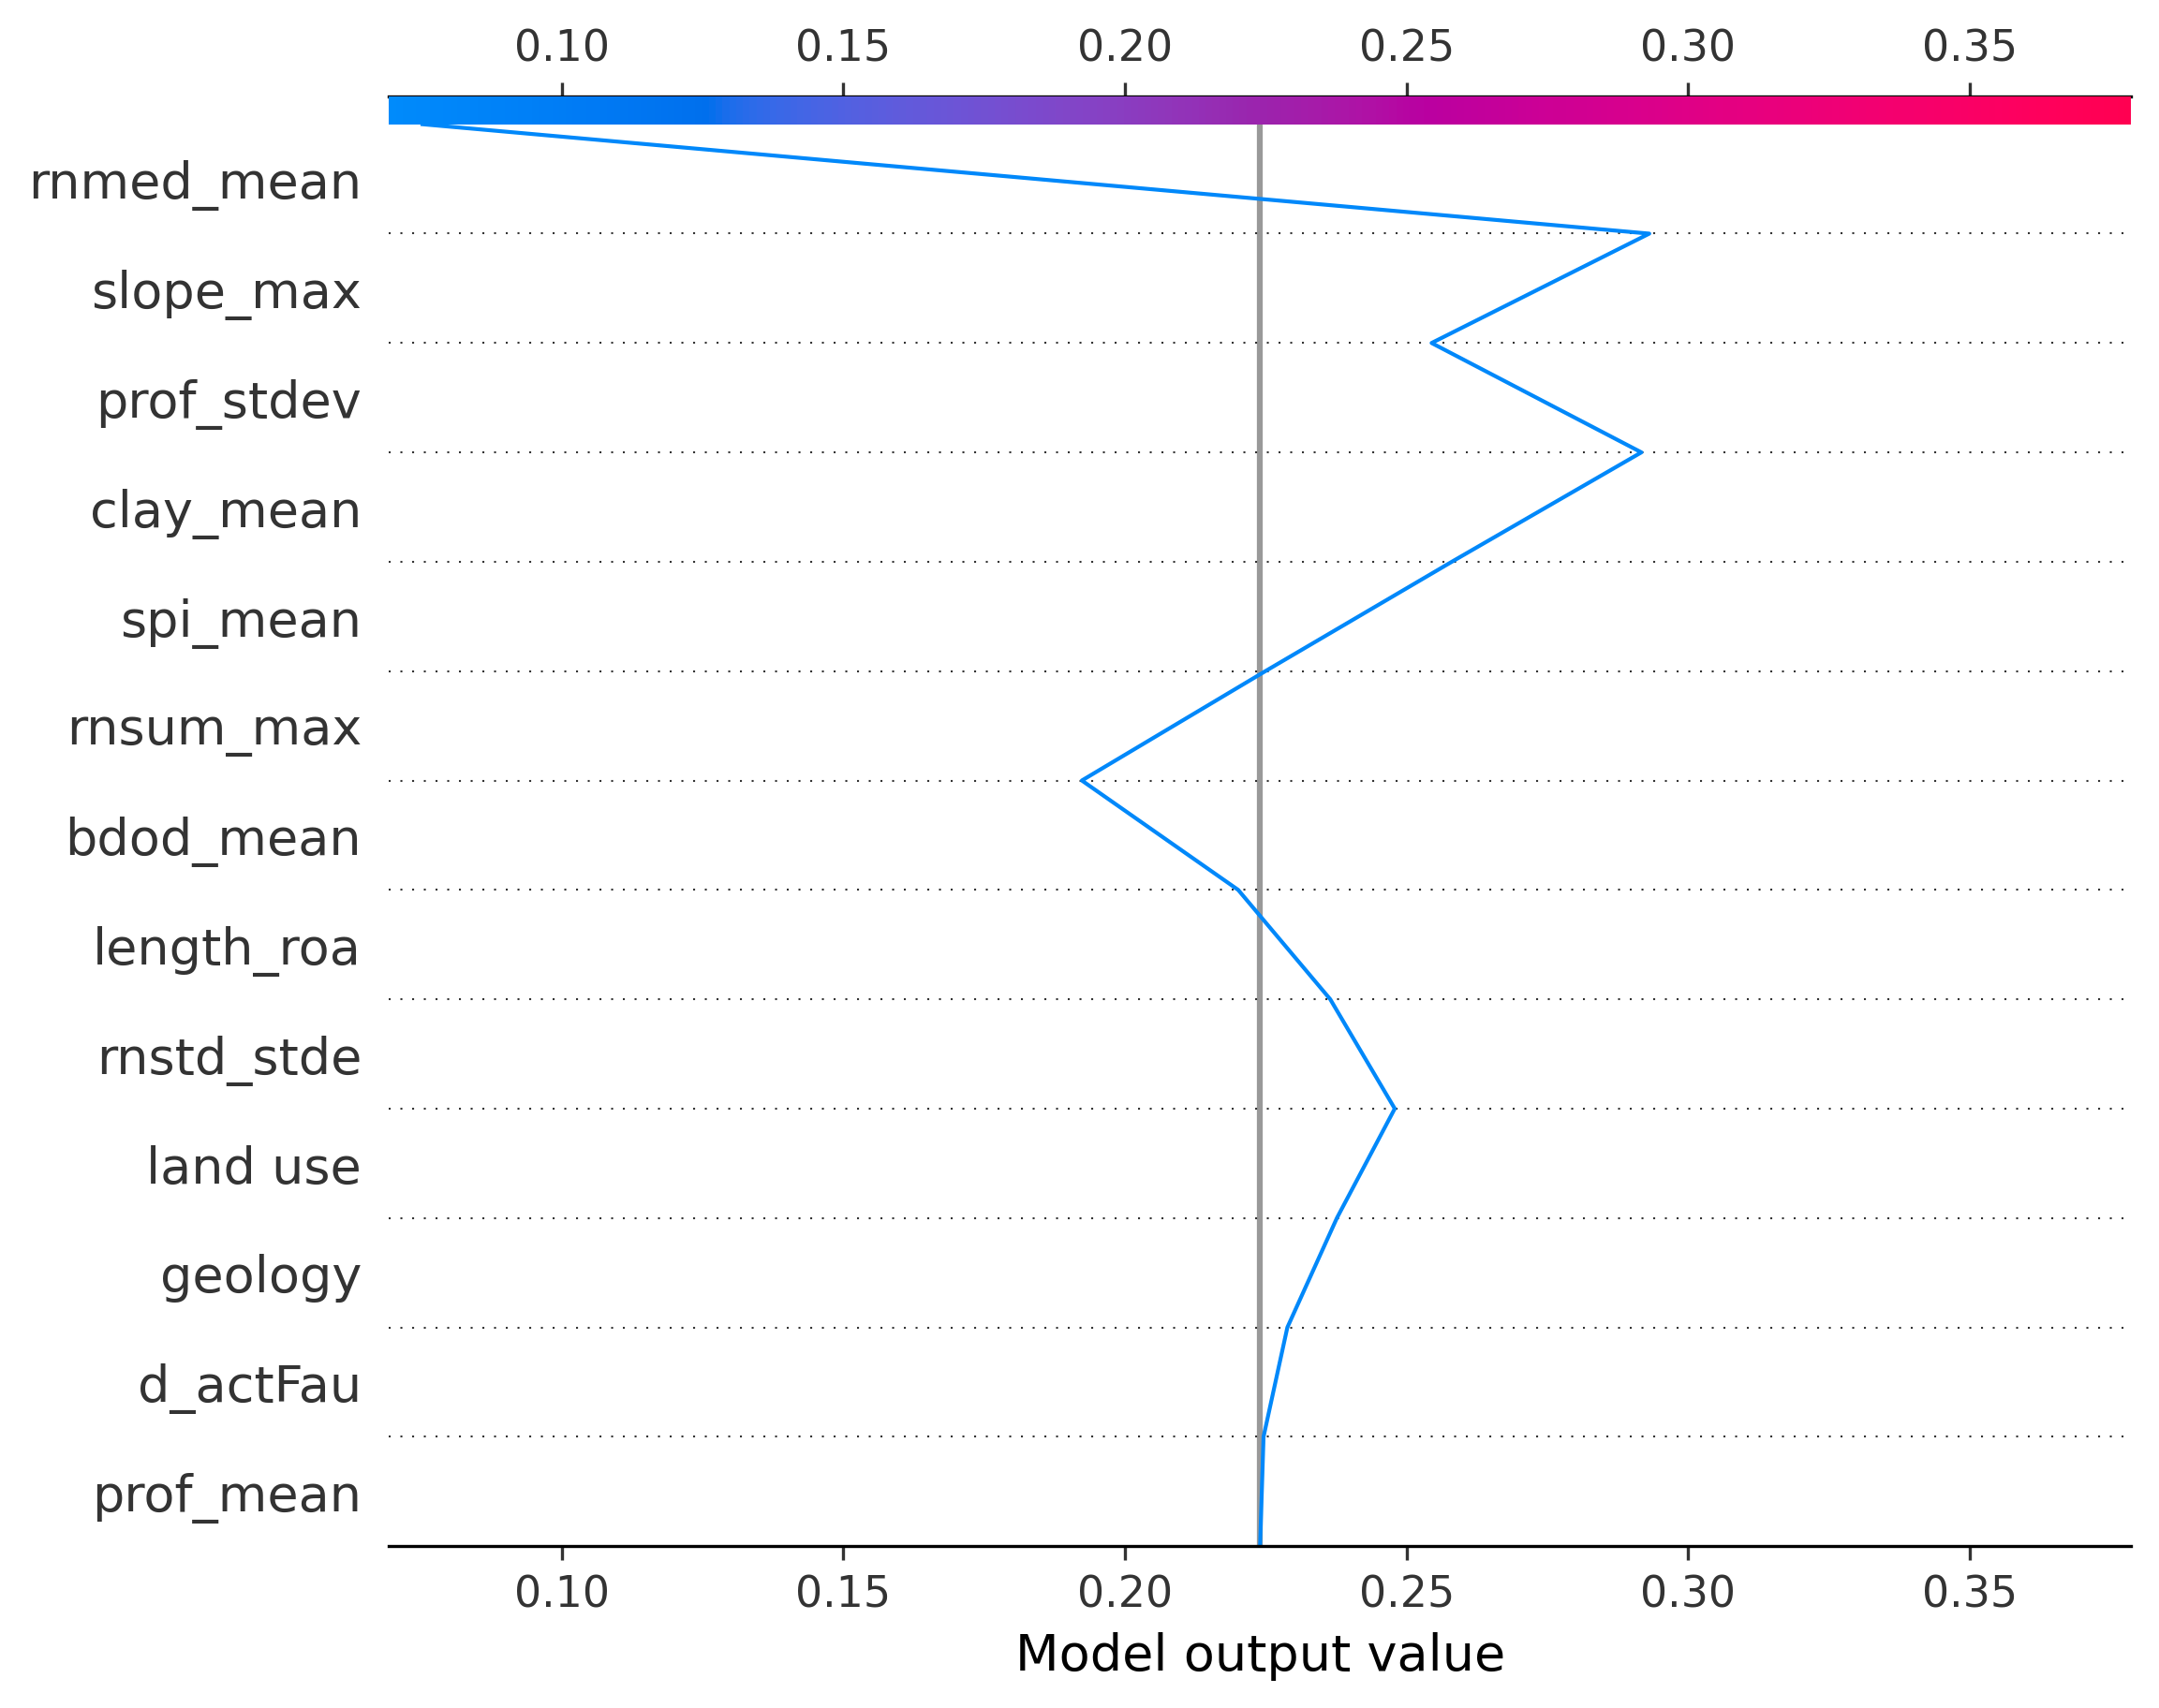 0.10 0.15 0.20 0.25 0.30 0.35
rnmed_mean
slope_max
prof_stdev
clay_mean
spi_mean
rnsum_max
bdod_mean
length_roa
rnstd_stde
land use
geology
d_actFau
prof_mean
0.10 0.15 0.20 0.25 0.30 0.35
Model output value